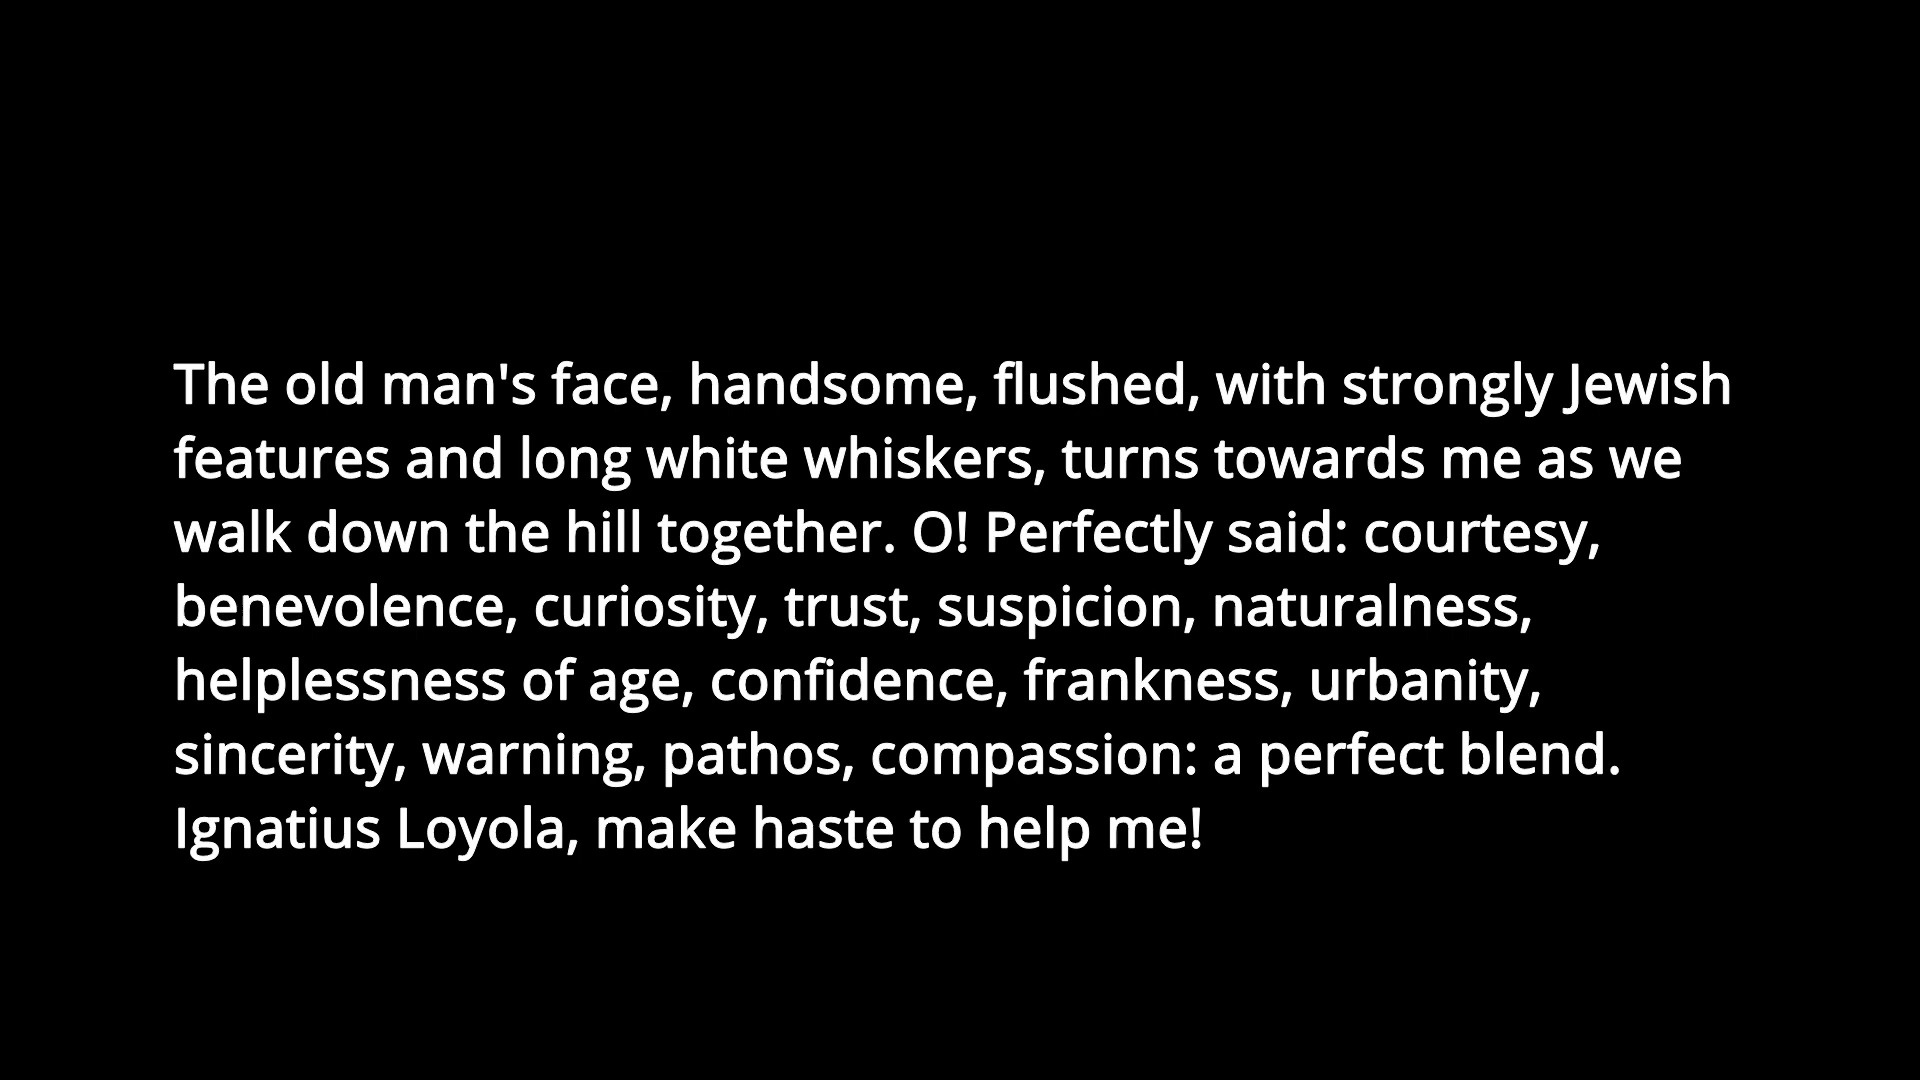 The old man's face, handsome, flushed, with strongly Jewish
features and long white whiskers, turns towards me as we
walk down the hill together. O! Perfectly said: courtesy,
benevolence, curiosity, trust, suspicion, naturalness,
helplessness of age, confidence, frankness, urbanity,
sincerity, warning, pathos, compassion: a perfect blend.
Ignatius Loyola, make haste to help me!